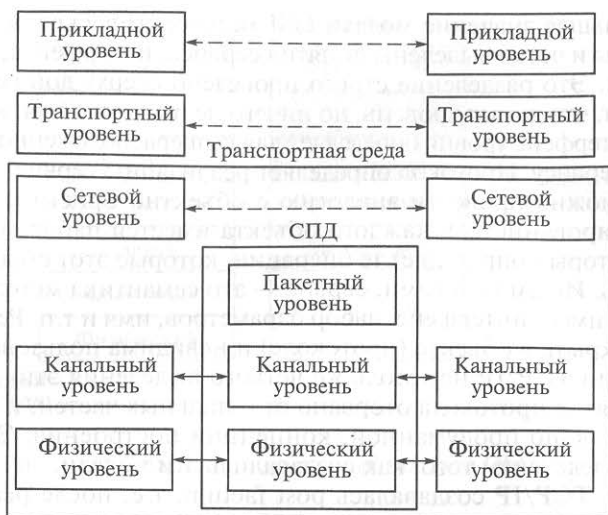 Прикладной
уровень
Прикладной
уровень
Транспортный
уровень
Транспортный
уровень
Транспортная среда
Сетевой
уровень
Сетевой
уровень
СПД
Пакетный
уровень
Канальный
уровень
Канальный
уровень
Канальный
уровень
Физический
уровень
Физический
уровень
Физический
уровень